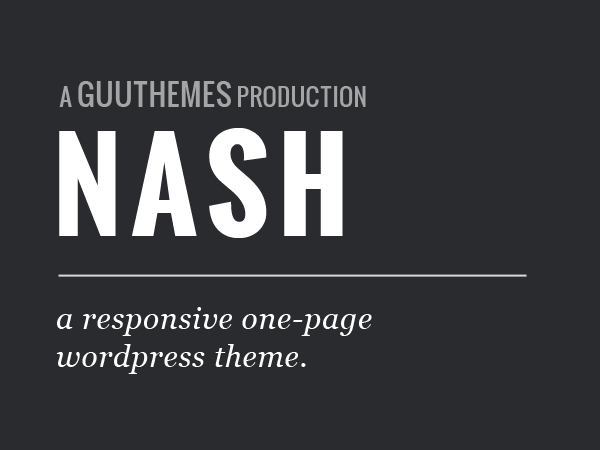 A GUUTHEMES PRODUCTION
NASH
a responsive one-page
wordpress theme.